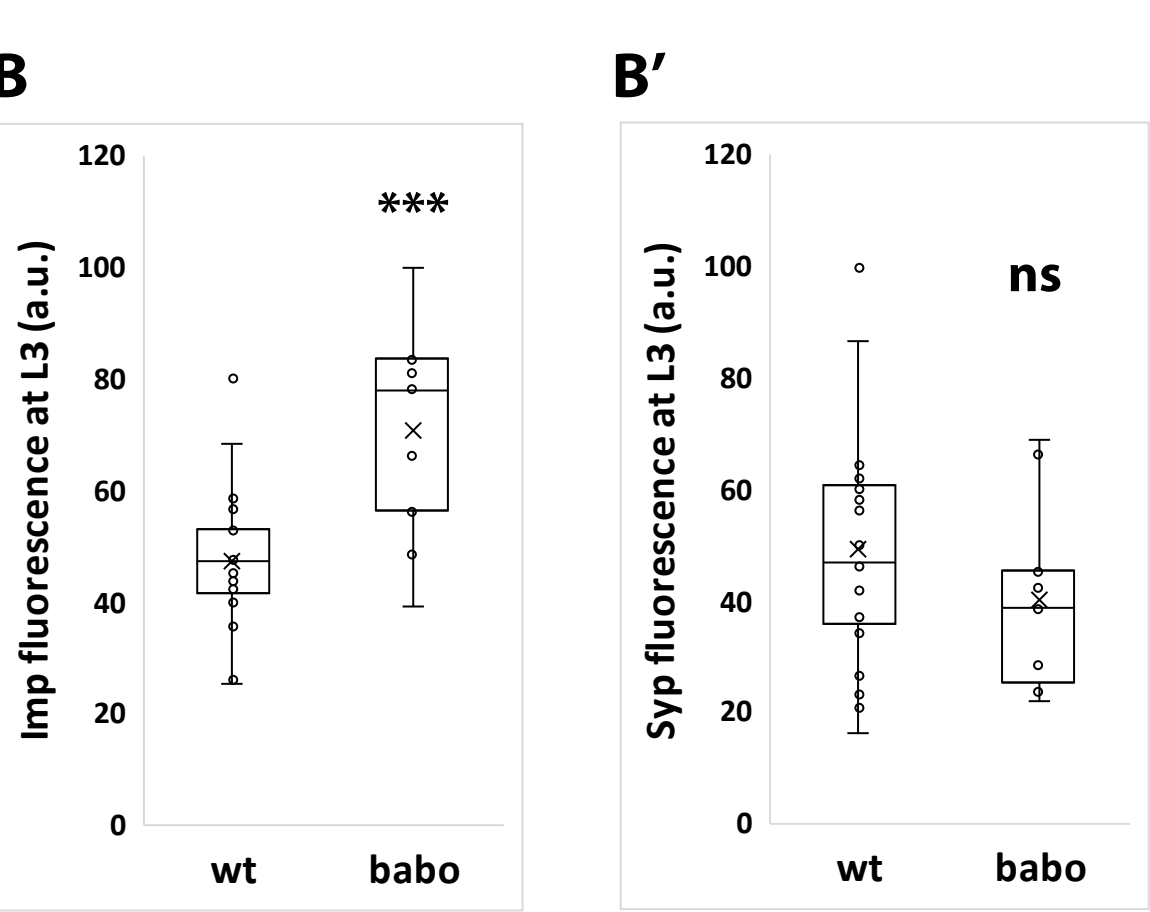 B
Imp fluorescence at L3 (a.u.)
120
100
80
60
40
20
0
***
wt
babo
B′
Syp fluorescence at L3 (a.u.)
120
100
80
60
40
20
0
ns
wt
babo